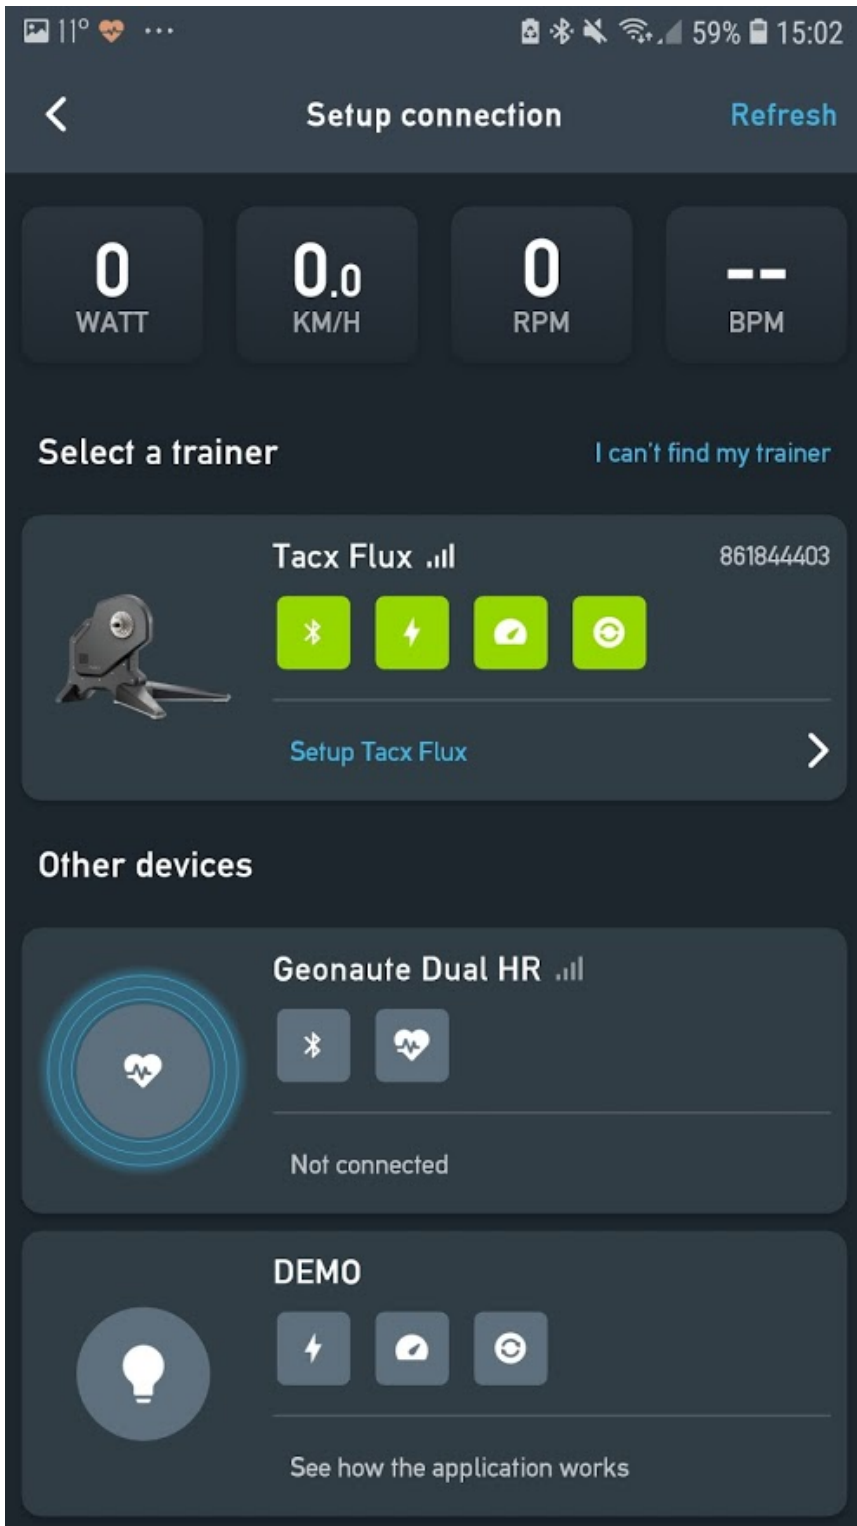 11° ...
59% 15:02
Setup connection
Refresh
0
WATT
0.0
KM/H
0
RPM
--
BPM
Select a trainer
I can't find my trainer
Tacx Flux
861844403
Setup Tacx Flux
Other devices
Geonaute Dual HR
Not connected
DEMO
See how the application works